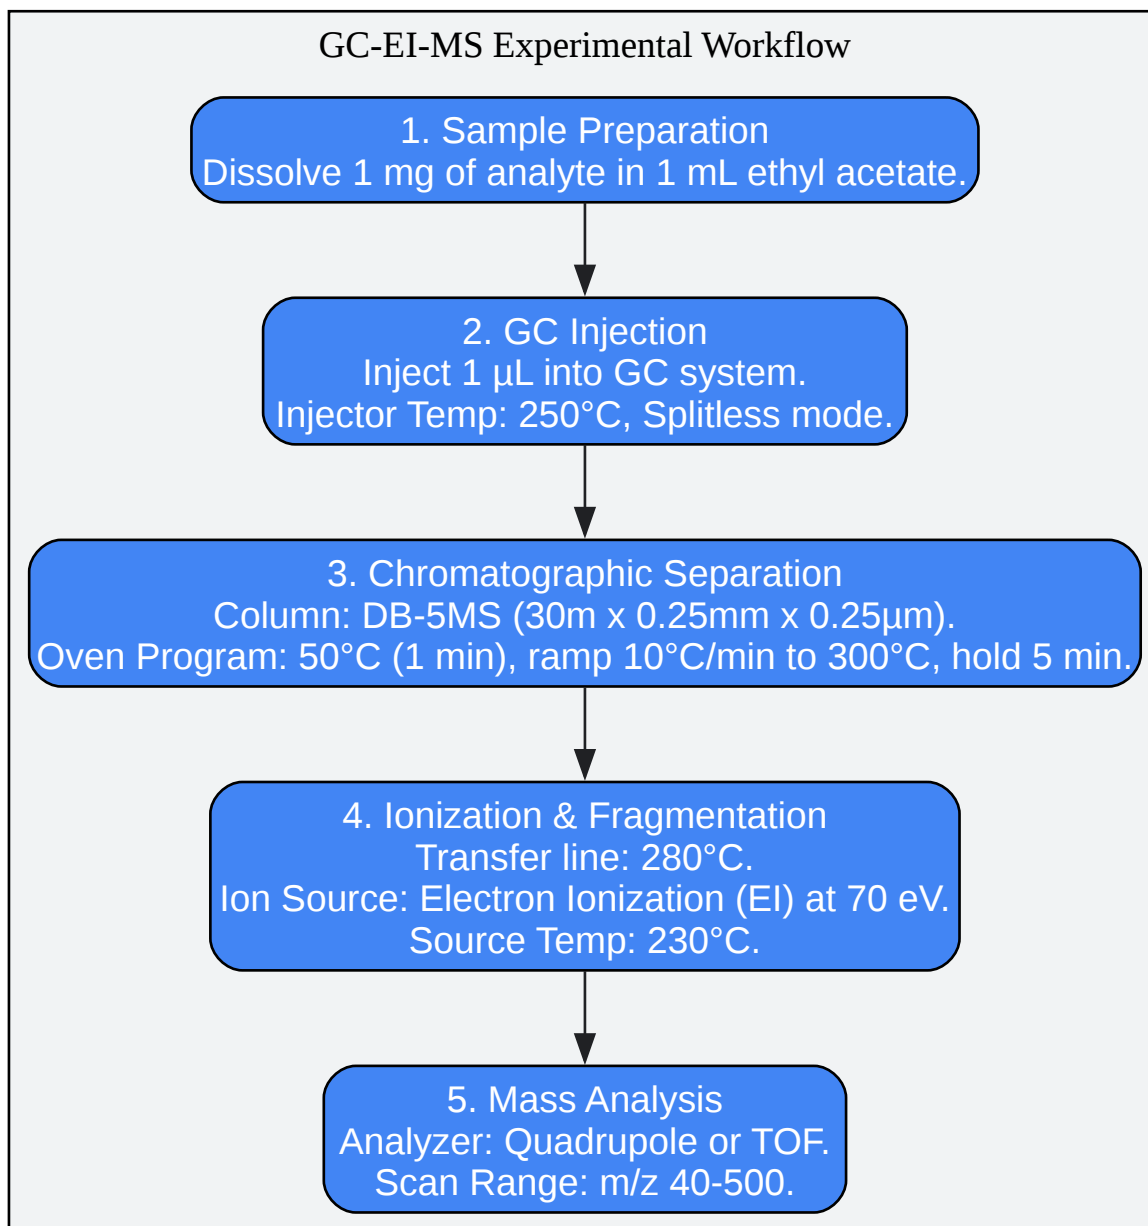 GC-EI-MS Experimental Workflow
1. Sample Preparation
Dissolve 1 mg of analyte in 1 mL ethyl acetate.
2. GC Injection
Inject 1 µL into GC system.
Injector Temp: 250°C, Splitless mode.
3. Chromatographic Separation
Column: DB-5MS (30m x 0.25mm x 0.25µm).
Oven Program: 50°C (1 min), ramp 10°C/min to 300°C, hold 5 min.
4. Ionization & Fragmentation
Transfer line: 280°C.
Ion Source: Electron Ionization (EI) at 70 eV.
Source Temp: 230°C.
5. Mass Analysis
Analyzer: Quadrupole or TOF.
Scan Range: m/z 40-500.